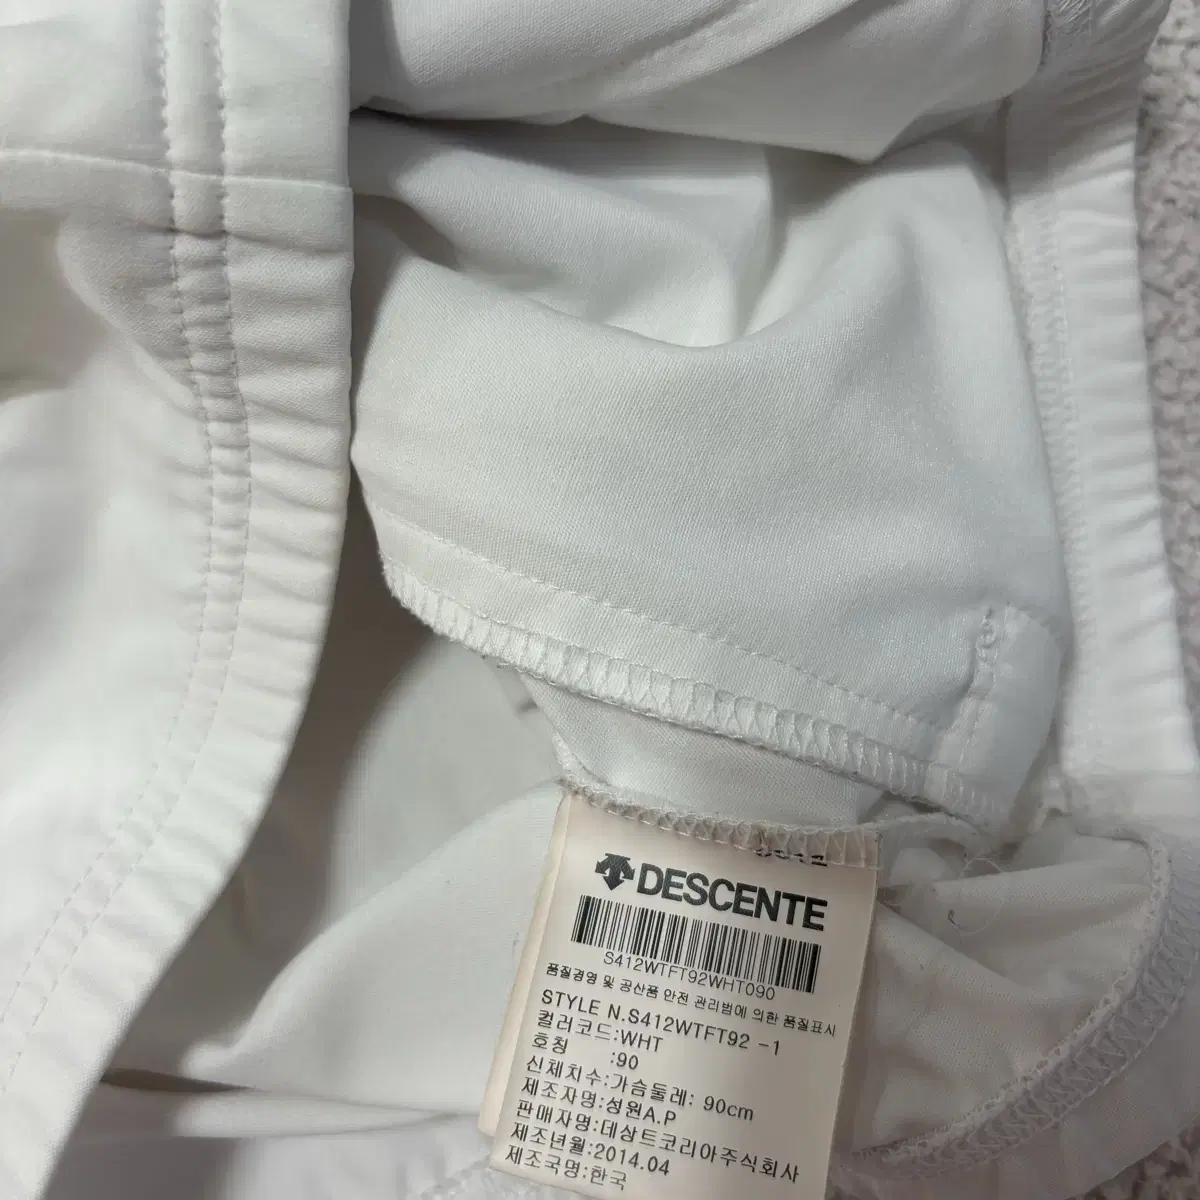 DESCENTE
S412WTFT92WHT090
품질경영 및 공산품 안전 관리법에 의한 품질표시
STYLE N.S412WTFT92 -1
컬러코드:WHT
호칭 :90
신체치수:가슴둘레: 90cm
제조자명:성원A.P
판매자명:데상트코리아주식회사
제조년월:2014.04
제조국명:한국